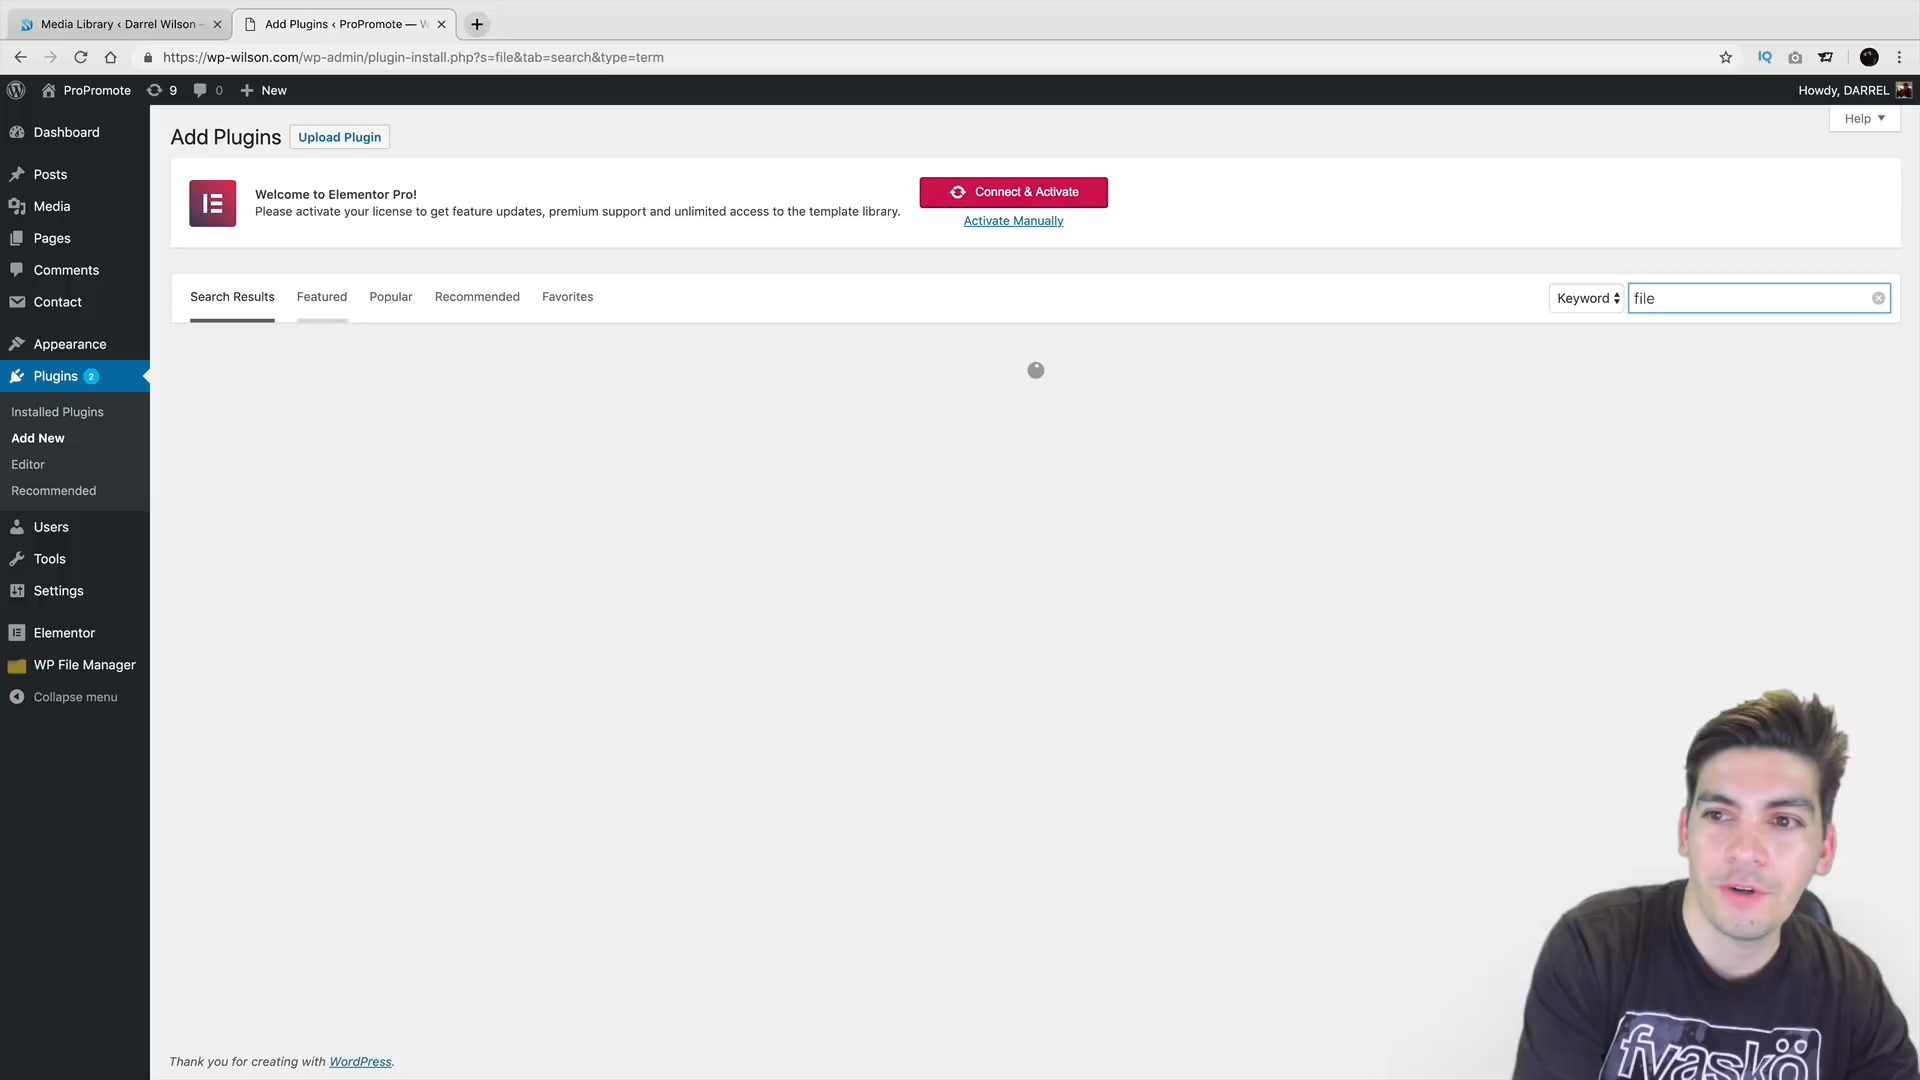 Media Library ‹ Darrel Wilson —
Add Plugins ‹ ProPromote — W
https://wp-wilson.com/wp-admin/plugin-install.php?s=file&tab=search&type=term
IQ
ProPromote
9
0
New
Howdy, DARREL
Dashboard
Posts
Media
Pages
Comments
Contact
Appearance
Plugins 2
Installed Plugins
Add New
Editor
Recommended
Users
Tools
Settings
Elementor
WP File Manager
Collapse menu
Add Plugins
Upload Plugin
Help
Welcome to Elementor Pro!
Please activate your license to get feature updates, premium support and unlimited access to the template library.
Connect & Activate
Activate Manually
Search Results
Featured
Popular
Recommended
Favorites
Keyword
file
Thank you for creating with WordPress.
fvaskö